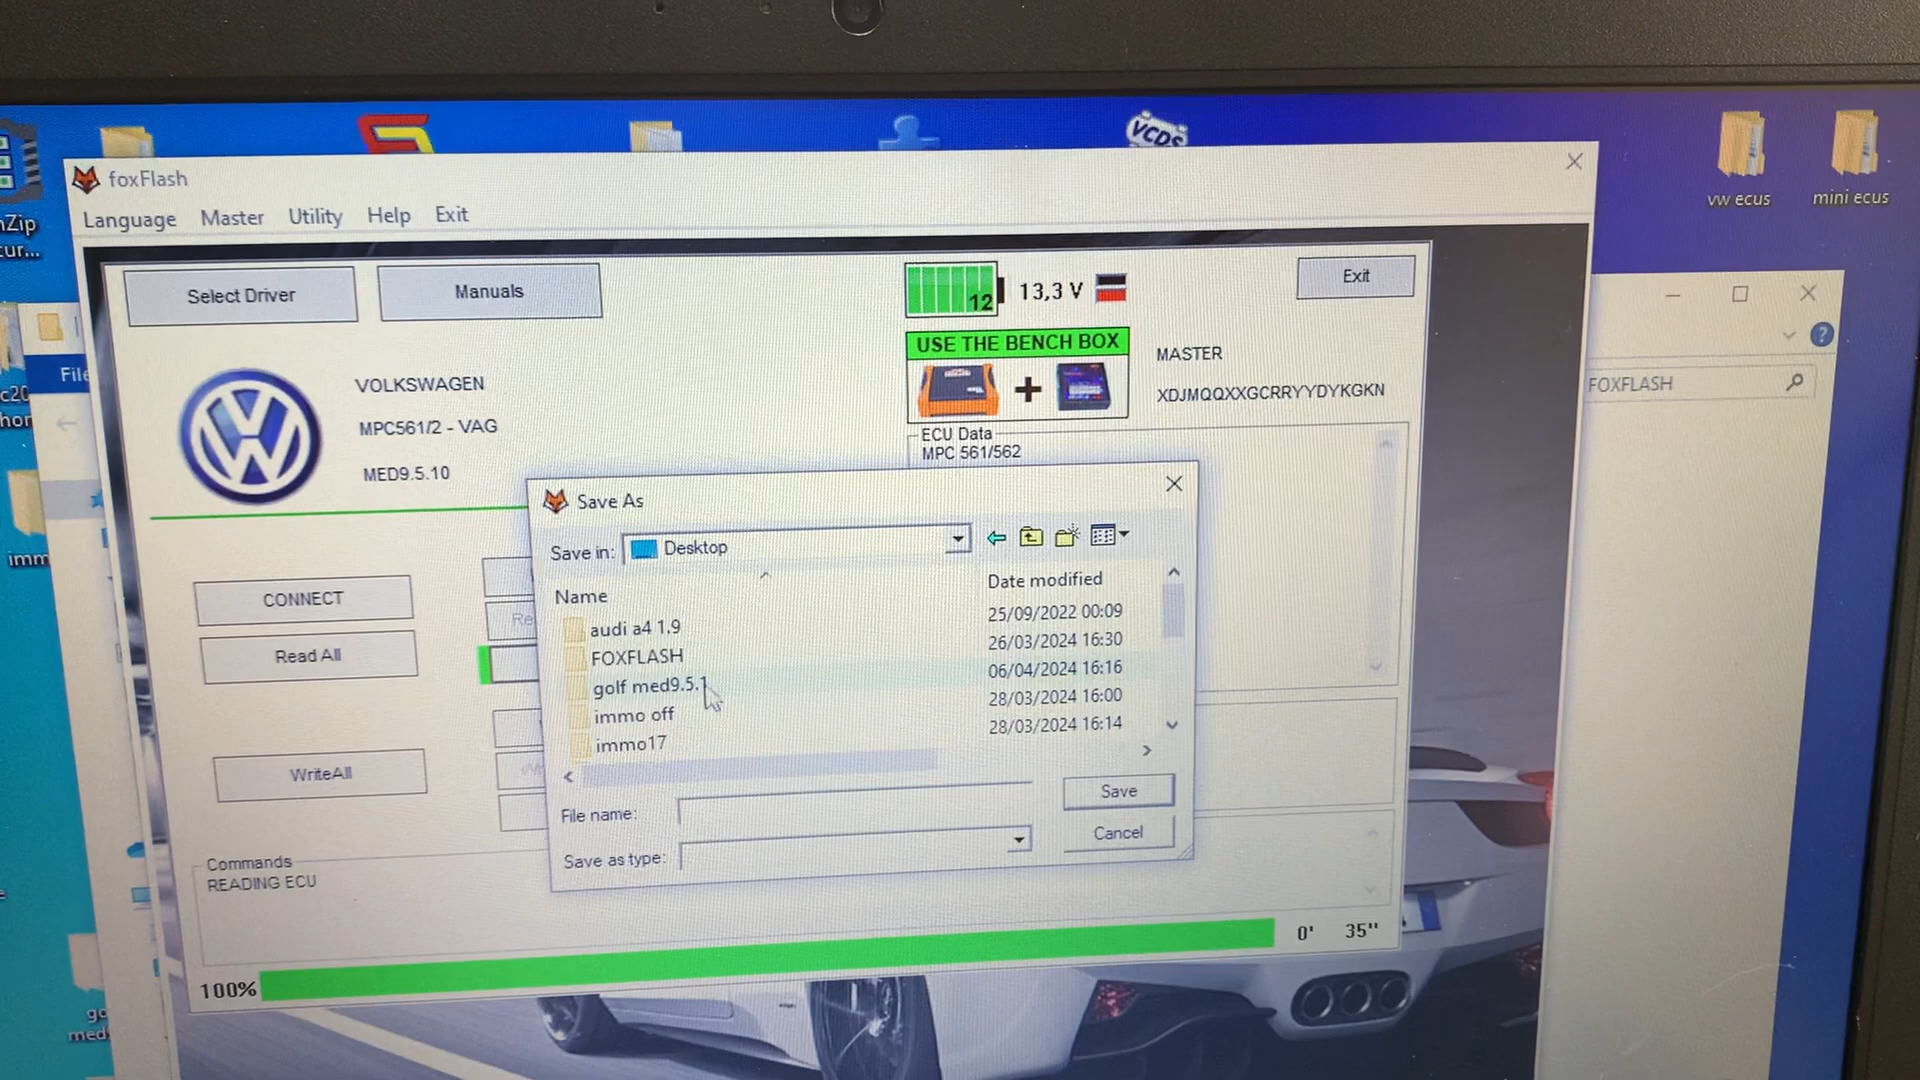 VCDS
vw ecus
mini ecus
foxFlash
Language Master Utility Help Exit
Select Driver
Manuals
12
13,3 V
Exit
USE THE BENCH BOX
MASTER
XDJMQQXXGCRRYYDYKGKN
VOLKSWAGEN
MPC561/2 - VAG
MED9.5.10
ECU Data
MPC 561/562
FOXFLASH
File
Save As
Save in: Desktop
Name Date modified
audi a4 1.9 25/09/2022 00:09
FOXFLASH 26/03/2024 16:30
golf med9.5.1 06/04/2024 16:16
immo off 28/03/2024 16:00
immo17 28/03/2024 16:14
File name:
Save
Save as type:
Cancel
CONNECT
Read All
WriteAll
Commands
READING ECU
100%
0' 35''